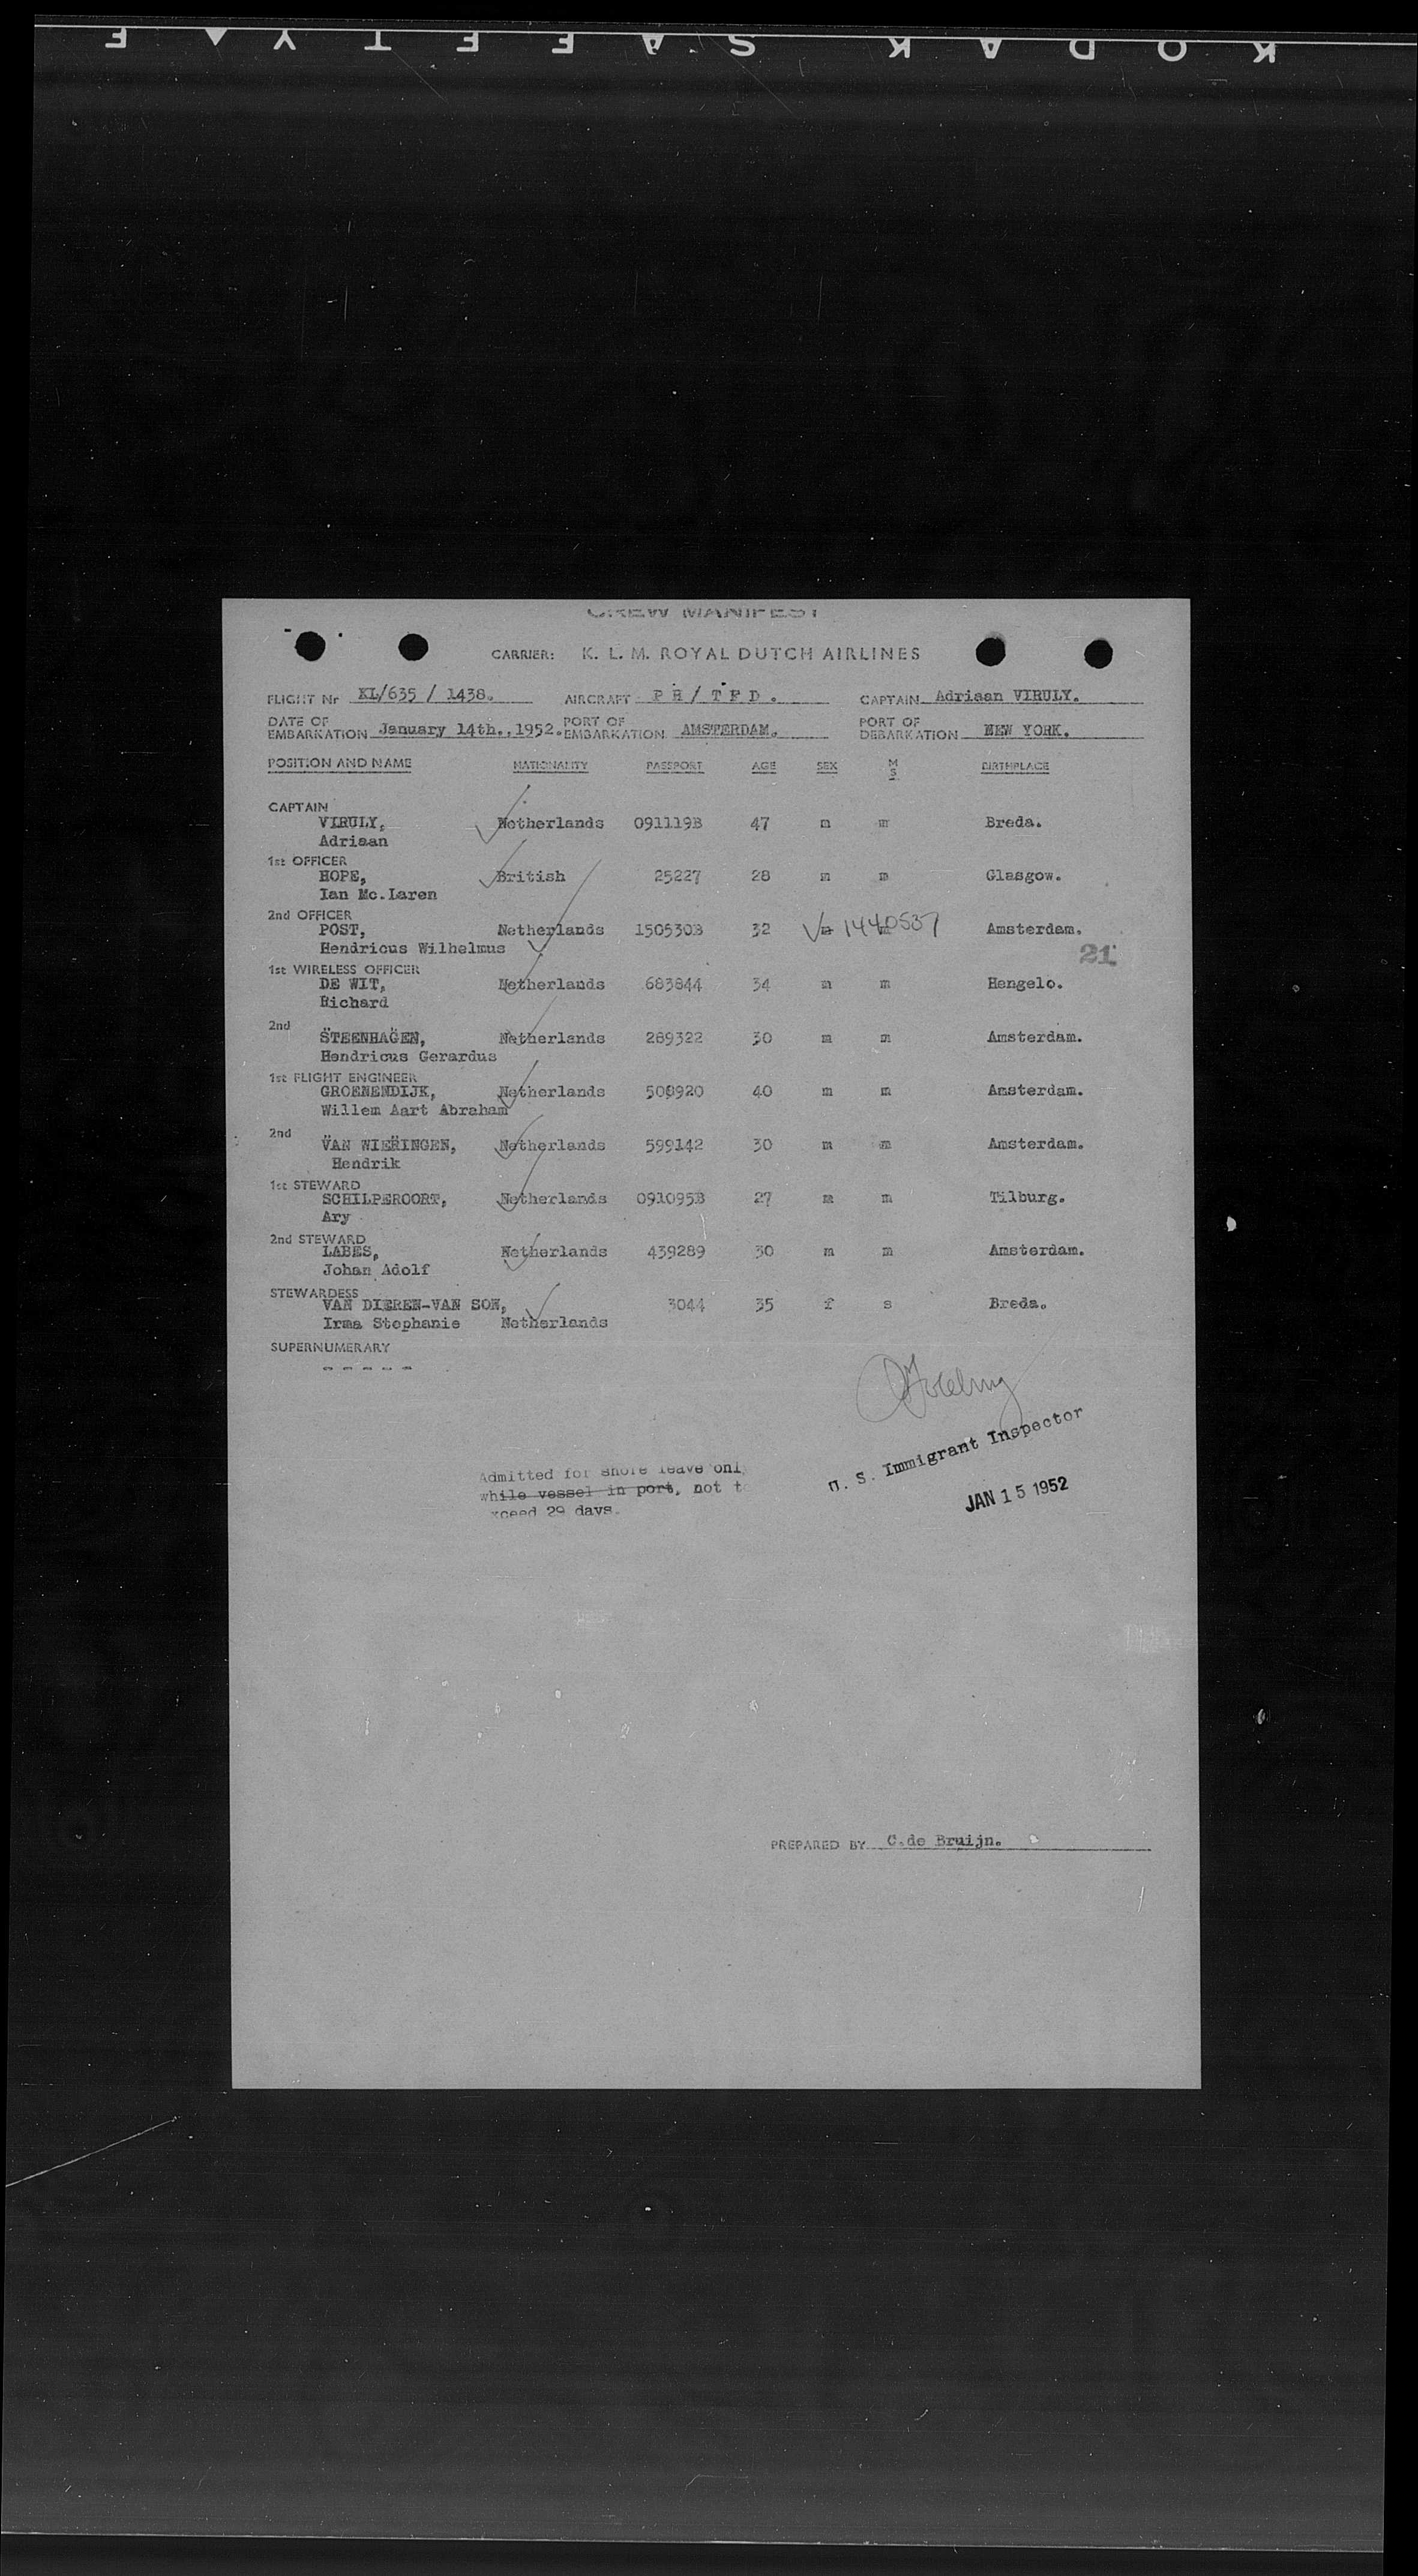 KODAK SAFETY
CREW MANIFEST
CARRIER: K. L. M. ROYAL DUTCH AIRLINES
FLIGHT Nr KL/635 / 1438. AIRCRAFT P H / T F D . CAPTAIN Adriaan VIRULY.
DATE OF EMBARKATION January 14th., 1952. PORT OF EMBARKATION AMSTERDAM. PORT OF DEBARKATION NEW YORK.
POSITION AND NAME NATIONALITY PASSPORT AGE SEX M S BIRTHPLACE
CAPTAIN
VIRULY, Netherlands 091119B 47 m m Breda.
Adriaan
1st OFFICER
HOPE, British 25227 28 m m Glasgow.
Ian Mc.Laren
2nd OFFICER
POST, Netherlands 150530B 32 m 1440537 m Amsterdam.
Hendricus Wilhelmus
21
1st WIRELESS OFFICER
DE WIT, Netherlands 683844 34 m m Hengelo.
Richard
2nd " "
STEENHAGEN, Netherlands 289322 30 m m Amsterdam.
Hendricus Gerardus
1st FLIGHT ENGINEER
GROENENDIJK, Netherlands 508920 40 m m Amsterdam.
Willem Aart Abraham
2nd " "
VAN WIERINGEN, Netherlands 599142 30 m m Amsterdam.
Hendrik
1st STEWARD
SCHILPEROORT, Netherlands 091095B 27 m m Tilburg.
Ary
2nd STEWARD
LABES, Netherlands 439289 30 m m Amsterdam.
Johan Adolf
STEWARDESS
VAN DIEREN-VAN SON, 3044 35 f s Breda.
Irma Stephanie Netherlands
SUPERNUMERARY
- - - - -
U. S. Immigrant Inspector
JAN 15 1952
Admitted for shore leave onl
while vessel in port, not t
xceed 29 days.
PREPARED BY C.de Bruijn.